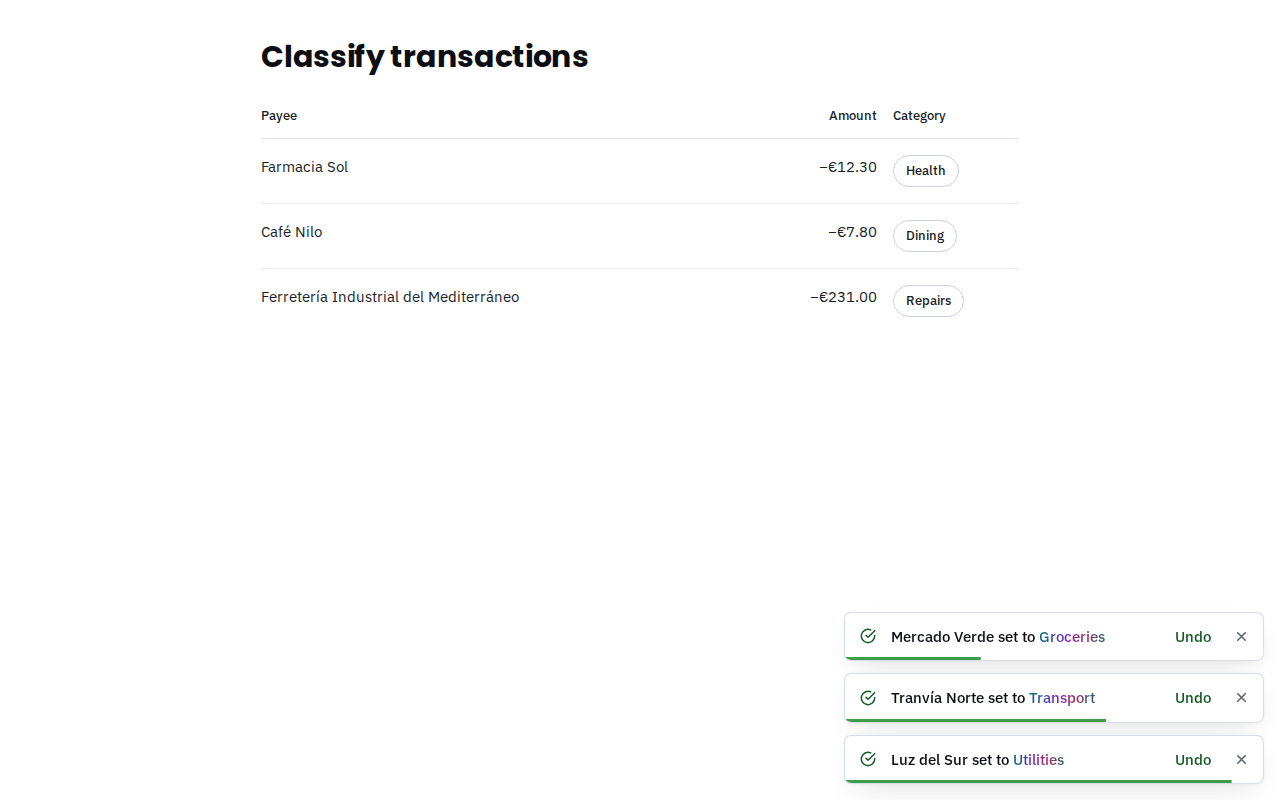 Classify transactions
Payee Amount Category
Farmacia Sol −€12.30 Health
Café Nilo −€7.80 Dining
Ferretería Industrial del Mediterráneo −€231.00 Repairs
Mercado Verde set to Groceries Undo
Tranvía Norte set to Transport Undo
Luz del Sur set to Utilities Undo